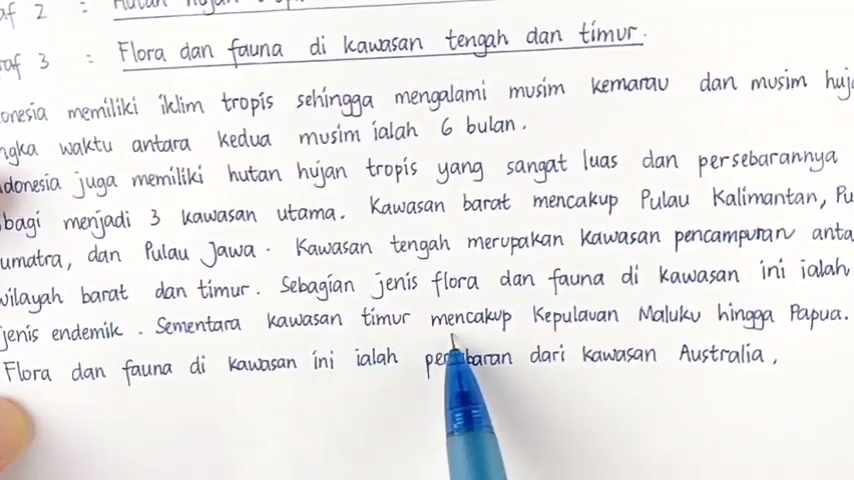 af 2 : Hutan hujan
af 3 : Flora dan fauna di kawasan tengah dan timur.
onesia memiliki iklim tropis sehingga mengalami musim kemarau dan musim huj
ngka waktu antara kedua musim ialah 6 bulan.
donesia juga memiliki hutan hujan tropis yang sangat luas dan persebarannya
bagi menjadi 3 kawasan utama. Kawasan barat mencakup Pulau Kalimantan, Pu
umatra, dan Pulau Jawa. Kawasan tengah merupakan kawasan pencampuran anta
wilayah barat dan timur. Sebagian jenis flora dan fauna di kawasan ini ialah
jenis endemik. Sementara kawasan timur mencakup Kepulauan Maluku hingga Papua.
Flora dan fauna di kawasan ini ialah dari kawasan Australia,